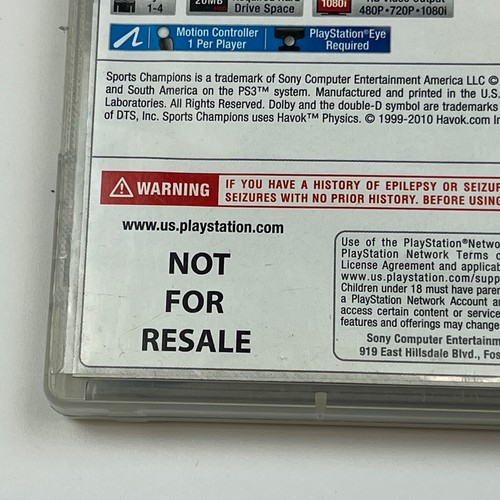 1-4
20MB
Drive Space
1080i
480P•720P•1080i
Motion Controller
1 Per Player
PlayStation®Eye
Required
Sports Champions is a trademark of Sony Computer Entertainment America LLC ©
and South America on the PS3™ system. Manufactured and printed in the U.S.
Laboratories. All Rights Reserved. Dolby and the double-D symbol are trademarks
of DTS, Inc. Sports Champions uses Havok™ Physics. © 1999-2010 Havok.com In
WARNING
IF YOU HAVE A HISTORY OF EPILEPSY OR SEIZUR
SEIZURES WITH NO PRIOR HISTORY. BEFORE USING
www.us.playstation.com
NOT
FOR
RESALE
Use of the PlayStation®Netwo
PlayStation Network Terms o
License Agreement and applicab
www.us.playstation.com/supp
Children under 18 must have paren
a PlayStation Network Account a
access certain content or service
features and offerings may change
Sony Computer Entertainm
919 East Hillsdale Blvd., Fos